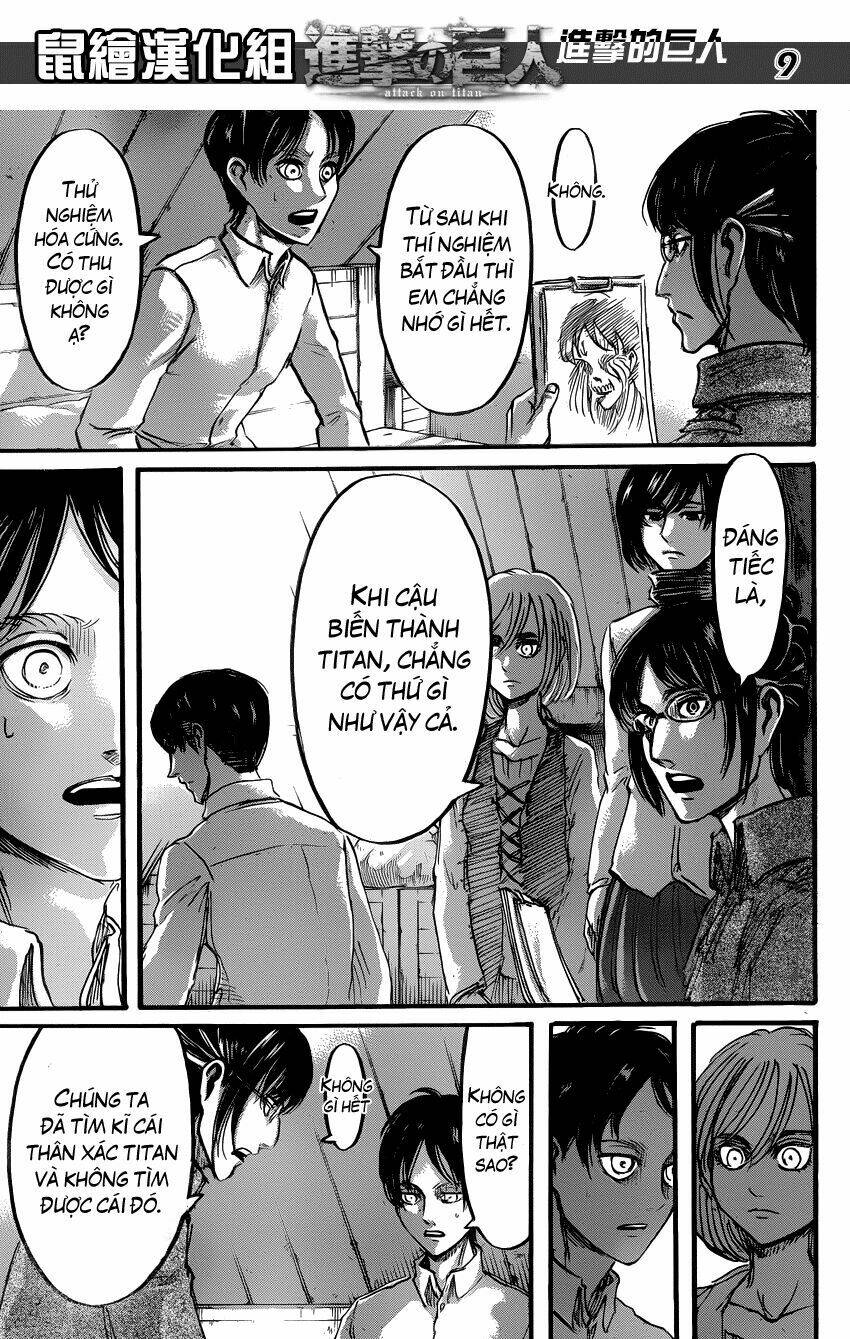 鼠繪漢化組
進撃の巨人
attack on titan
進擊的巨人
9
KHÔNG.
TỪ SAU KHI
THÍ NGHIỆM
BẮT ĐẦU THÌ
EM CHẲNG
NHỚ GÌ HẾT.
THỬ
NGHIỆM
HÓA CỨNG.
CÓ THU
ĐƯỢC GÌ
KHÔNG
Ạ?
ĐÁNG
TIẾC
LÀ,
KHI CẬU
BIẾN THÀNH
TITAN, CHẲNG
CÓ THỨ GÌ
NHƯ VẬY CẢ.
KHÔNG
CÓ GÌ
THẬT
SAO?
KHÔNG
GÌ HẾT
CHÚNG TA
ĐÃ TÌM KĨ CÁI
THÂN XÁC TITAN
VÀ KHÔNG TÌM
ĐƯỢC CÁI ĐÓ.